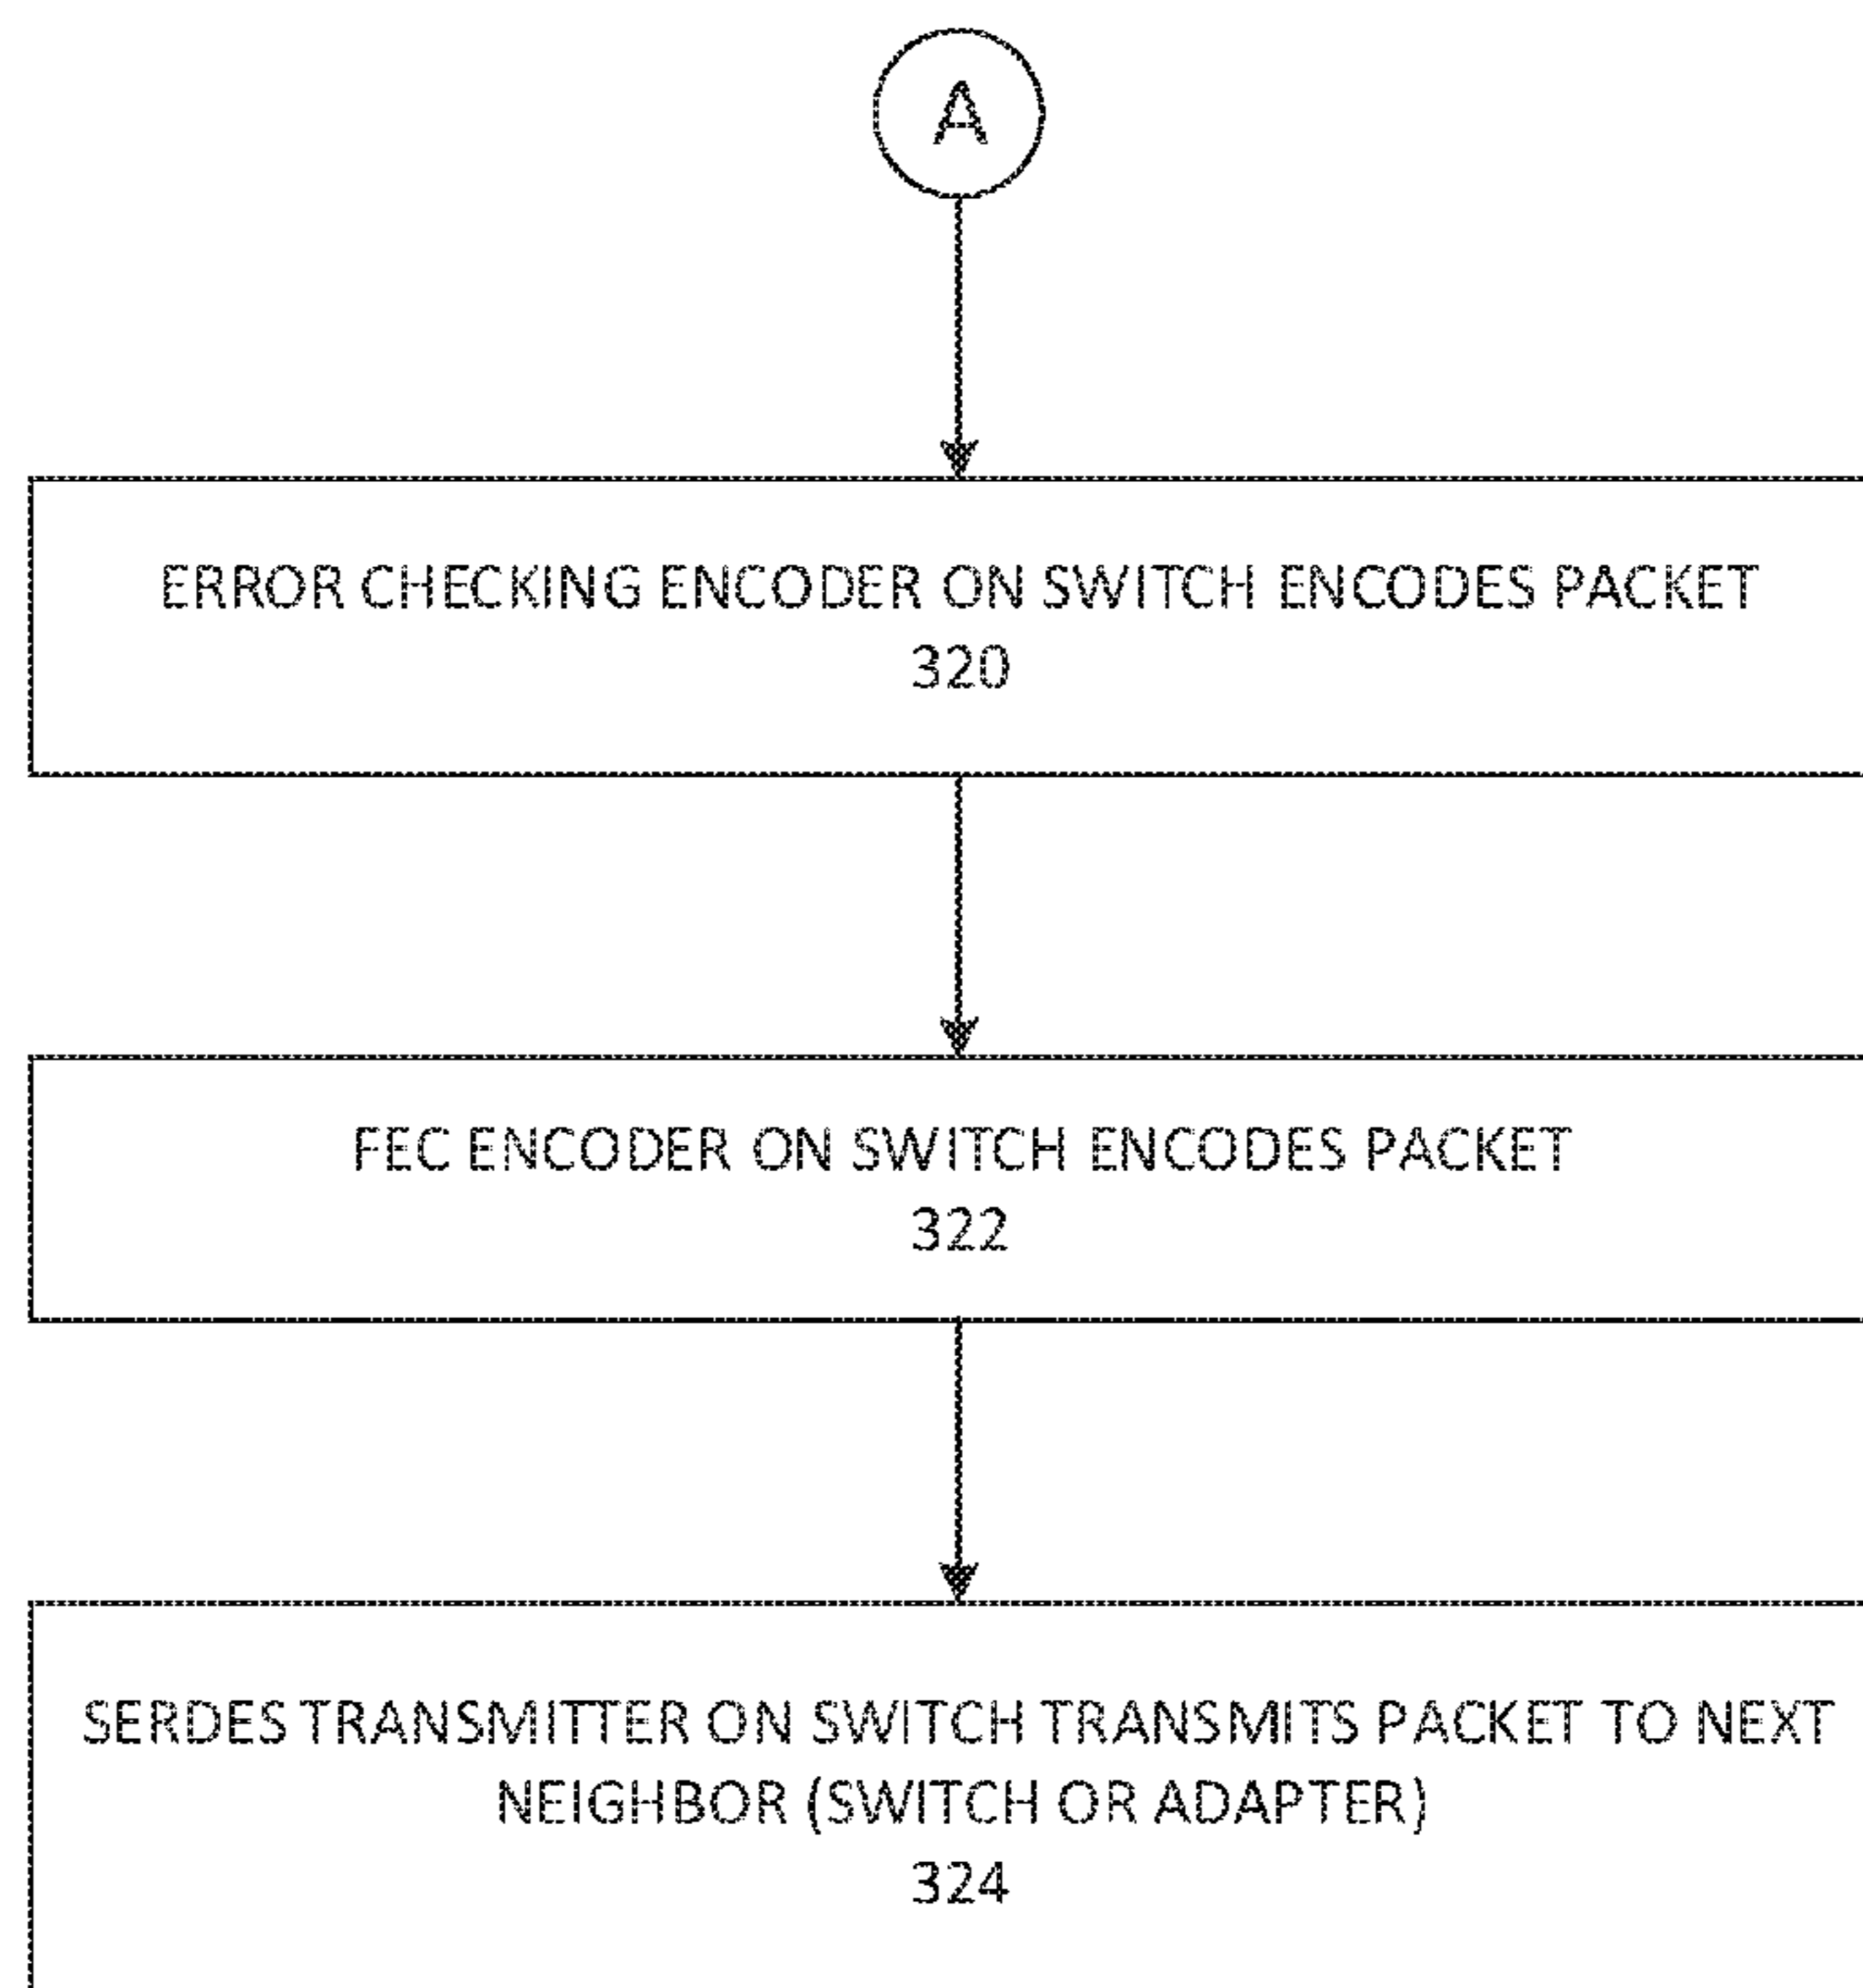 A
ERROR CHECKING ENCODER ON SWITCH ENCODES PACKET
320
FEC ENCODER ON SWITCH ENCODES PACKET
322
SERDES TRANSMITTER ON SWITCH TRANSMITS PACKET TO NEXT
NEIGHBOR (SWITCH OR ADAPTER)
324